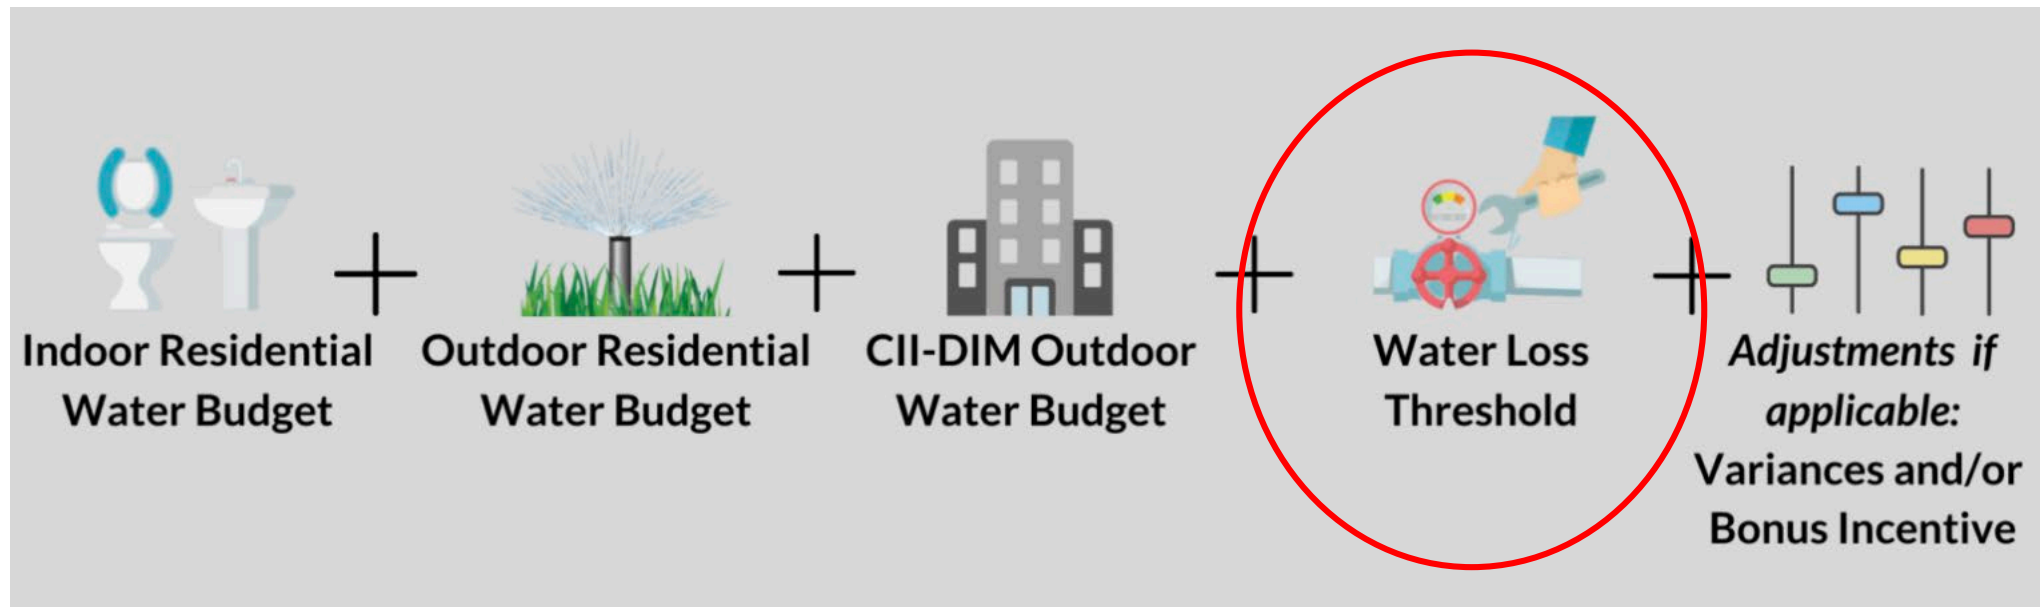 Indoor Residential
Water Budget
+
Outdoor Residential
Water Budget
+
CII-DIM Outdoor
Water Budget
+
Water Loss
Threshold
+
Adjustments if
applicable:
Variances and/or
Bonus Incentive